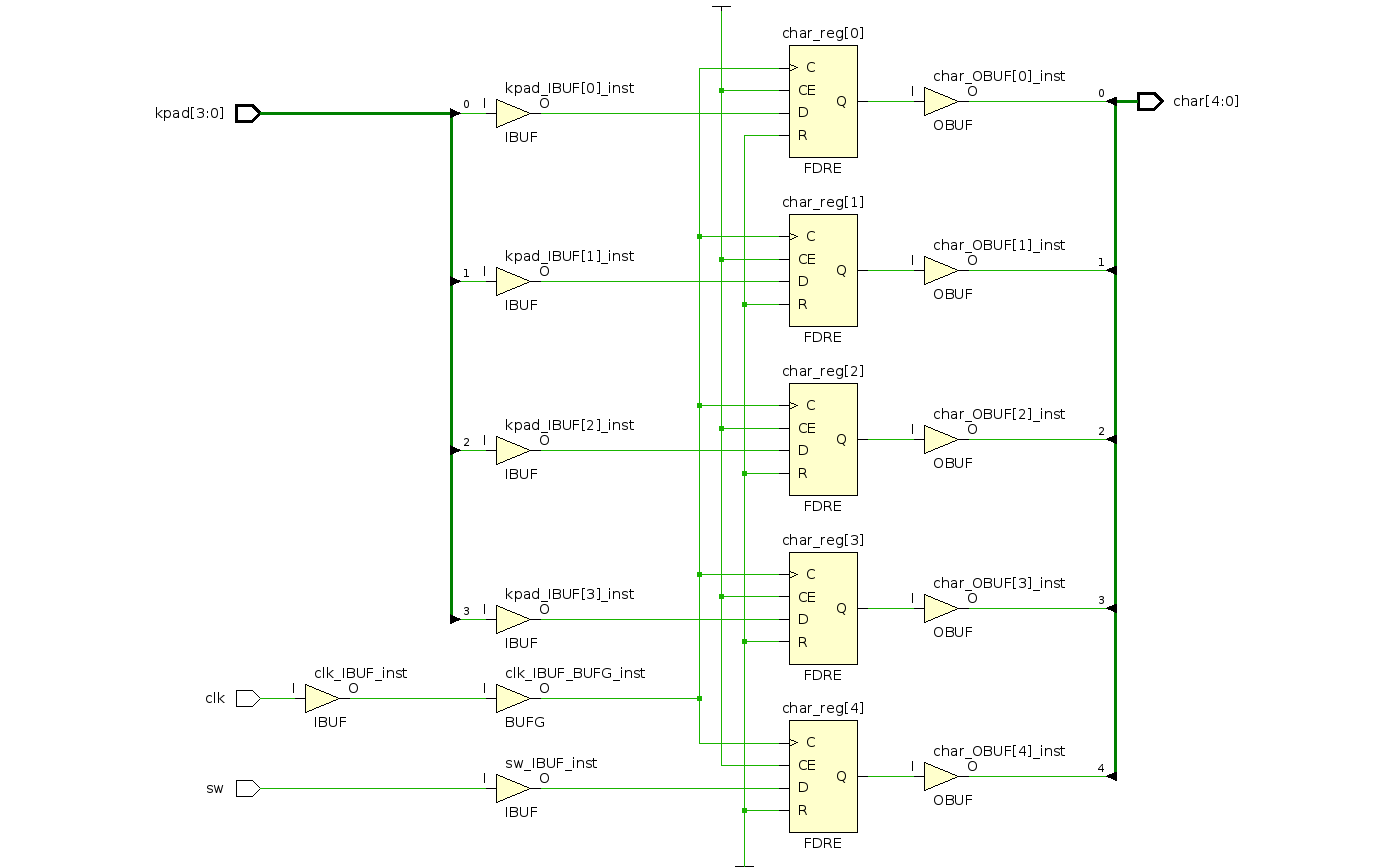 char_reg[0]
kpad_IBUF[0]_inst
char_OBUF[0]_inst
C
I O
CE
I O
kpad[3:0]
0
D
Q
0
char[4:0]
IBUF
R
OBUF
FDRE
char_reg[1]
kpad_IBUF[1]_inst
char_OBUF[1]_inst
C
1
I O
CE
I O
D
Q
1
IBUF
R
OBUF
FDRE
char_reg[2]
kpad_IBUF[2]_inst
char_OBUF[2]_inst
C
2
I O
CE
I O
D
Q
2
IBUF
R
OBUF
FDRE
char_reg[3]
kpad_IBUF[3]_inst
char_OBUF[3]_inst
C
3
I O
CE
I O
D
Q
3
IBUF
R
OBUF
FDRE
clk_IBUF_inst
clk_IBUF_BUFG_inst
clk
I O
I O
IBUF
BUFG
char_reg[4]
sw_IBUF_inst
char_OBUF[4]_inst
C
sw
I O
CE
I O
D
Q
4
IBUF
R
OBUF
FDRE